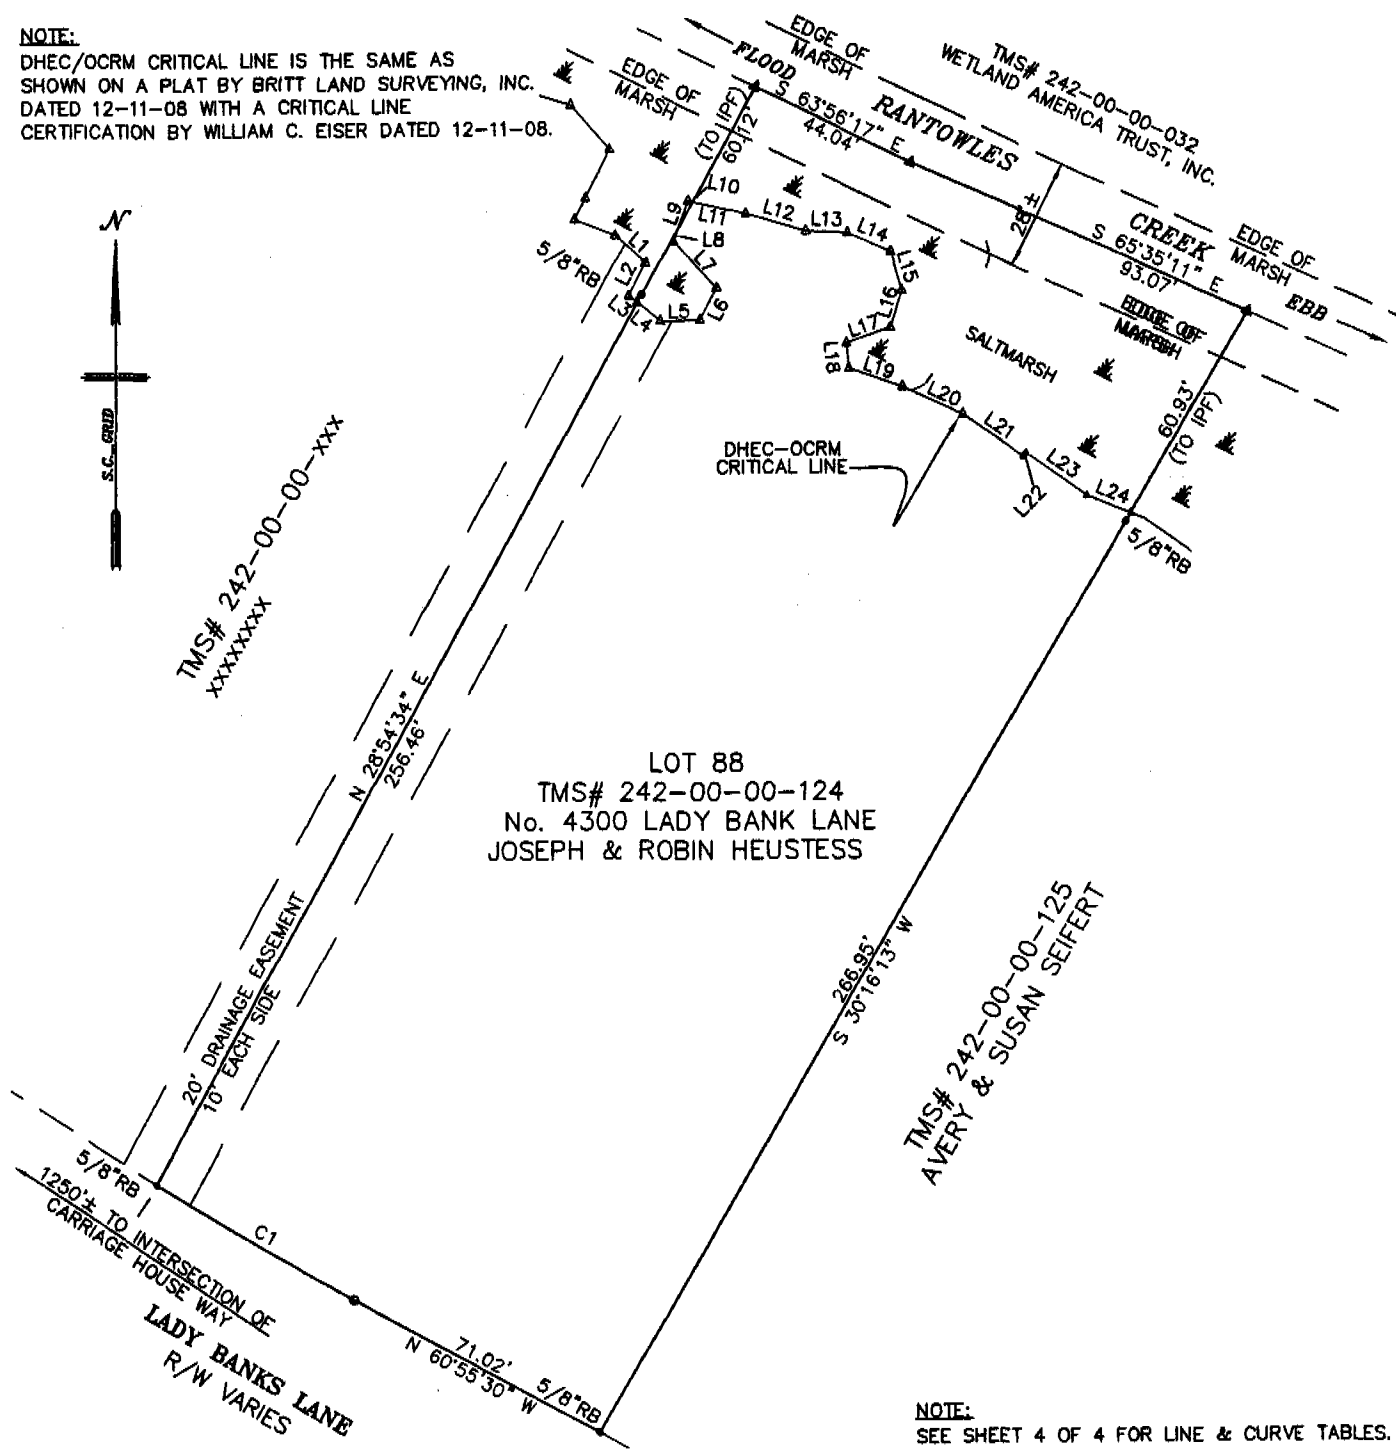 NOTE:
DHEC/OCRM CRITICAL LINE IS THE SAME AS
SHOWN ON A PLAT BY BRITT LAND SURVEYING, INC.
DATED 12-11-08 WITH A CRITICAL LINE
CERTIFICATION BY WILLIAM C. EISER DATED 12-11-08.
N
S.C. GRID
FLOOD
EDGE OF
MARSH
EDGE OF
MARSH
TMS# 242-00-00-032
WETLAND AMERICA TRUST, INC.
RANTOWLES
CREEK
S 63°56'17" E
44.04'
(TO IPF)
60.12'
28'±
S 65°35'11" E
93.07'
EDGE OF
MARSH
EBB
EDGE OF
MARSH
SALTMARSH
60.93'
(TO IPF)
L1
L2
L3
L4
L5
L6
L7
L8
L9
L10
L11
L12
L13
L14
L15
L16
L17
L18
L19
L20
L21
L22
L23
L24
5/8"RB
DHEC-OCRM
CRITICAL LINE
5/8"RB
TMS# 242-00-00-xxx
xxxxxxxx
N 28°54'34" E
256.46'
LOT 88
TMS# 242-00-00-124
No. 4300 LADY BANK LANE
JOSEPH & ROBIN HEUSTESS
20' DRAINAGE EASEMENT
10' EACH SIDE
266.95'
S 30°16'13" W
TMS# 242-00-00-125
AVERY & SUSAN SEIFERT
5/8"RB
1250'± TO INTERSECTION OF
CARRIAGE HOUSE WAY
LADY BANKS LANE
R/W VARIES
C1
71.02'
N 60°55'30" W
5/8"RB
NOTE:
SEE SHEET 4 OF 4 FOR LINE & CURVE TABLES.